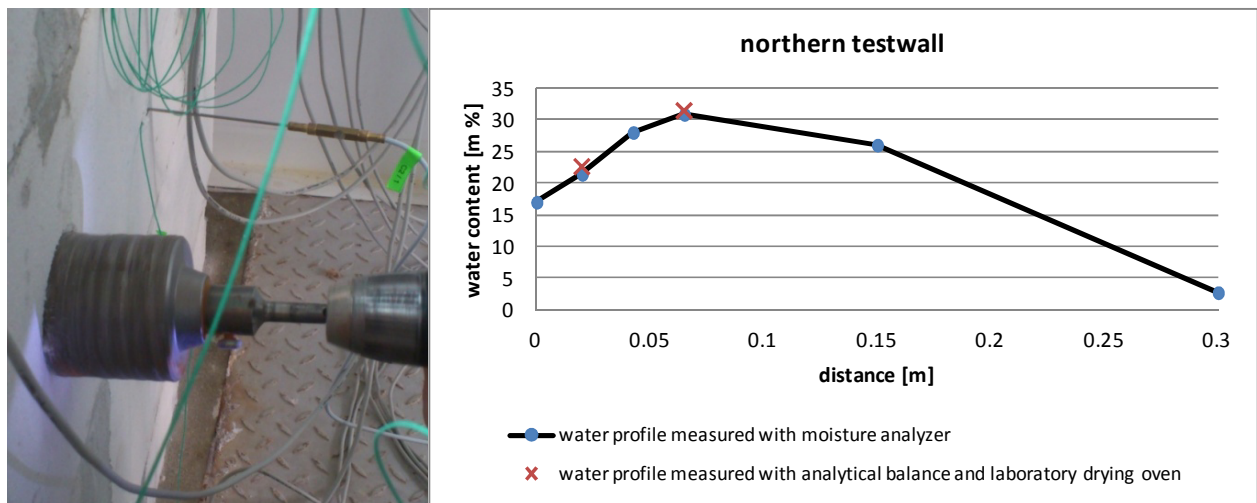 northern testwall
water content [m %]
35
30
25
20
15
10
5
0
0 0.05 0.1 0.15 0.2 0.25 0.3
distance [m]
water profile measured with moisture analyzer
water profile measured with analytical balance and laboratory drying oven